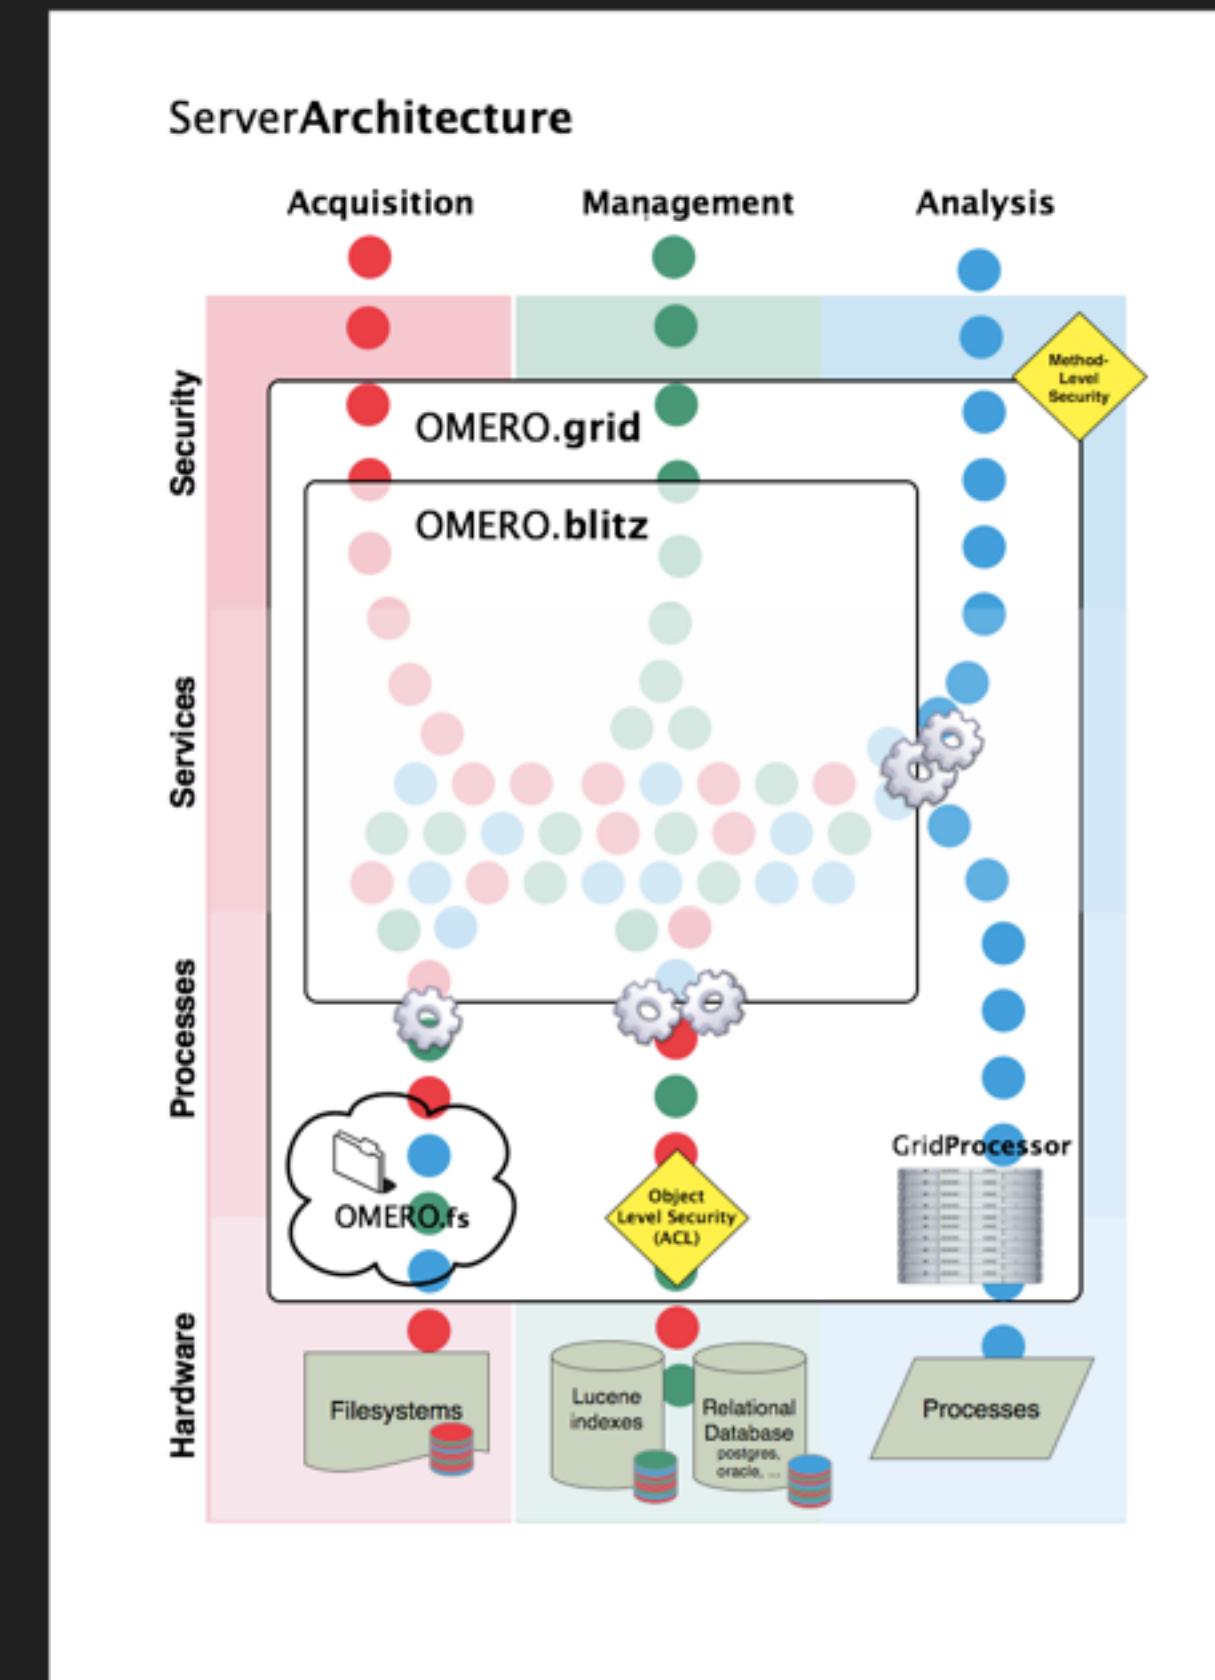 ServerArchitecture
Acquisition
Management
Analysis
Security
Method-
Level
Security
OMERO.grid
OMERO.blitz
Services
Processes
GridProcessor
OMERO.fs
Object
Level Security
(ACL)
Hardware
Filesystems
Lucene
indexes
Relational
Database
postgres,
oracle, ...
Processes